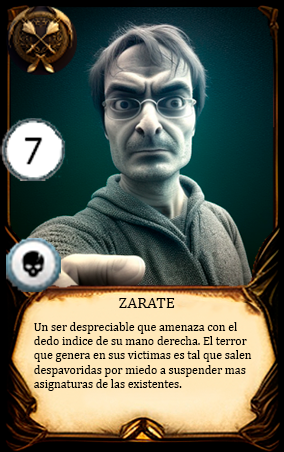 7
ZARATE
Un ser despreciable que amenaza con el
dedo indice de su mano derecha. El terror
que genera en sus victimas es tal que salen
despavoridas por miedo a suspender mas
asignaturas de las existentes.